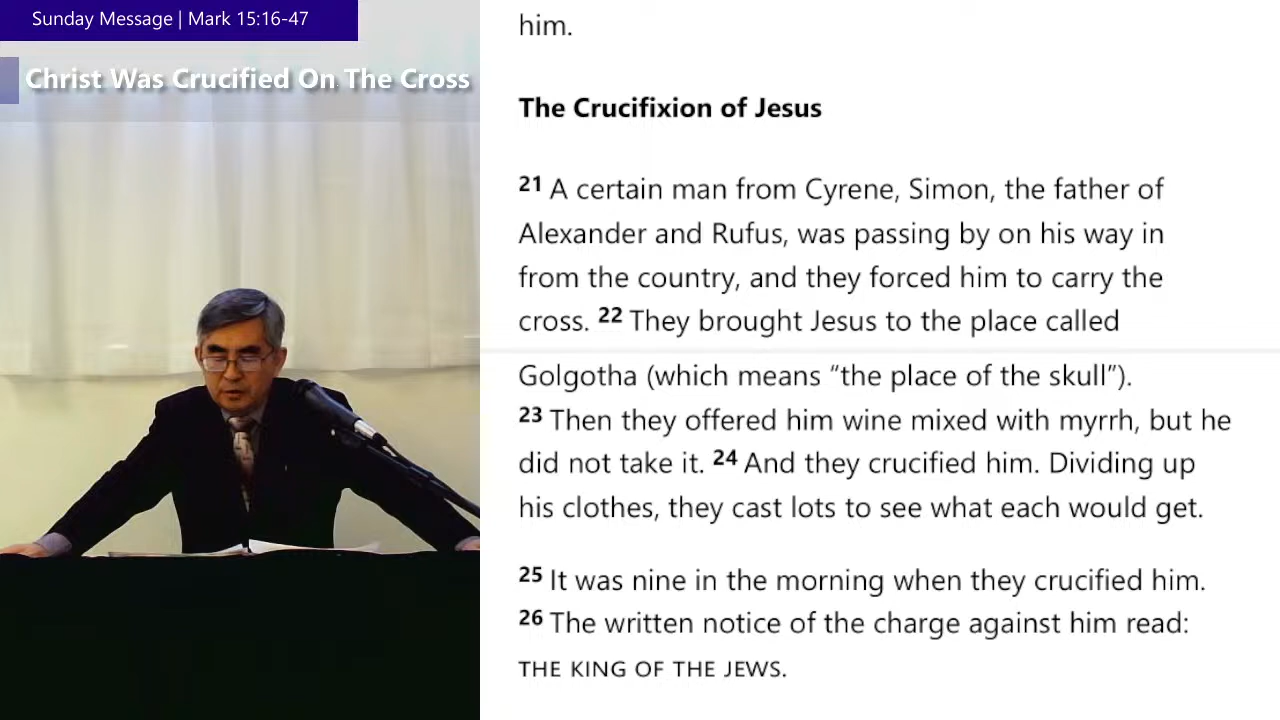 Sunday Message | Mark 15:16-47
Christ Was Crucified On The Cross
him.
The Crucifixion of Jesus
21 A certain man from Cyrene, Simon, the father of
Alexander and Rufus, was passing by on his way in
from the country, and they forced him to carry the
cross. 22 They brought Jesus to the place called
Golgotha (which means “the place of the skull”).
23 Then they offered him wine mixed with myrrh, but he
did not take it. 24 And they crucified him. Dividing up
his clothes, they cast lots to see what each would get.
25 It was nine in the morning when they crucified him.
26 The written notice of the charge against him read:
THE KING OF THE JEWS.